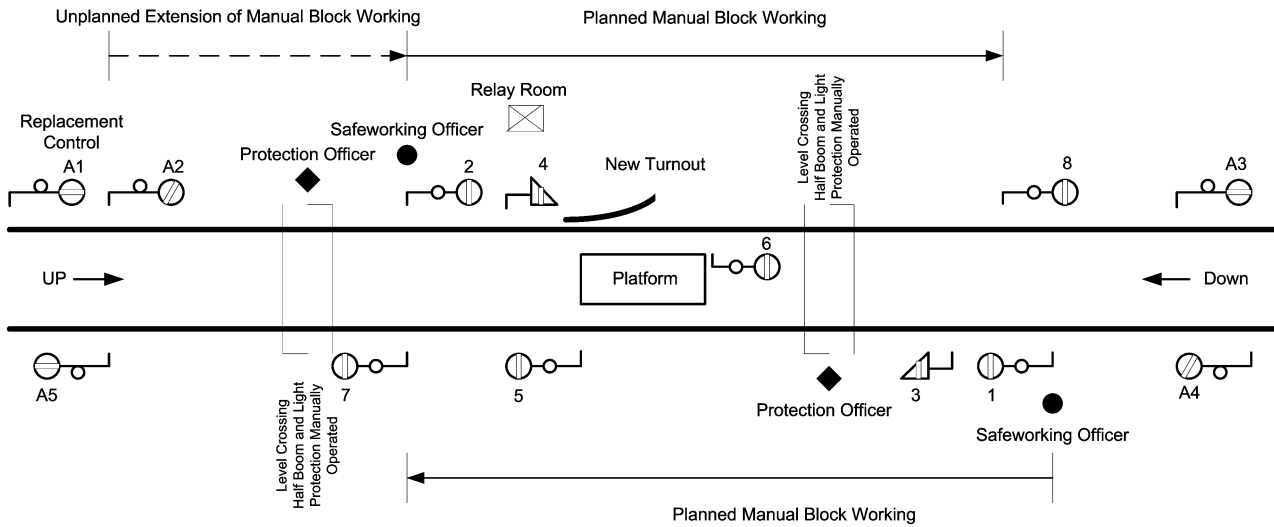 Unplanned Extension of Manual Block Working
Planned Manual Block Working
Relay Room
Replacement
Control
Safeworking Officer
Protection Officer
A1
A2
2
4
New Turnout
Level Crossing
Half Boom and Light
Protection Manually
Operated
8
A3
6
UP
Platform
Down
A5
7
5
3
1
A4
Level Crossing
Half Boom and Light
Protection Manually
Operated
Protection Officer
Safeworking Officer
Planned Manual Block Working